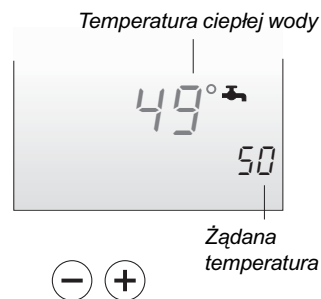 Temperatura ciepłej wody
49°
50
Żądana
temperatura
- +